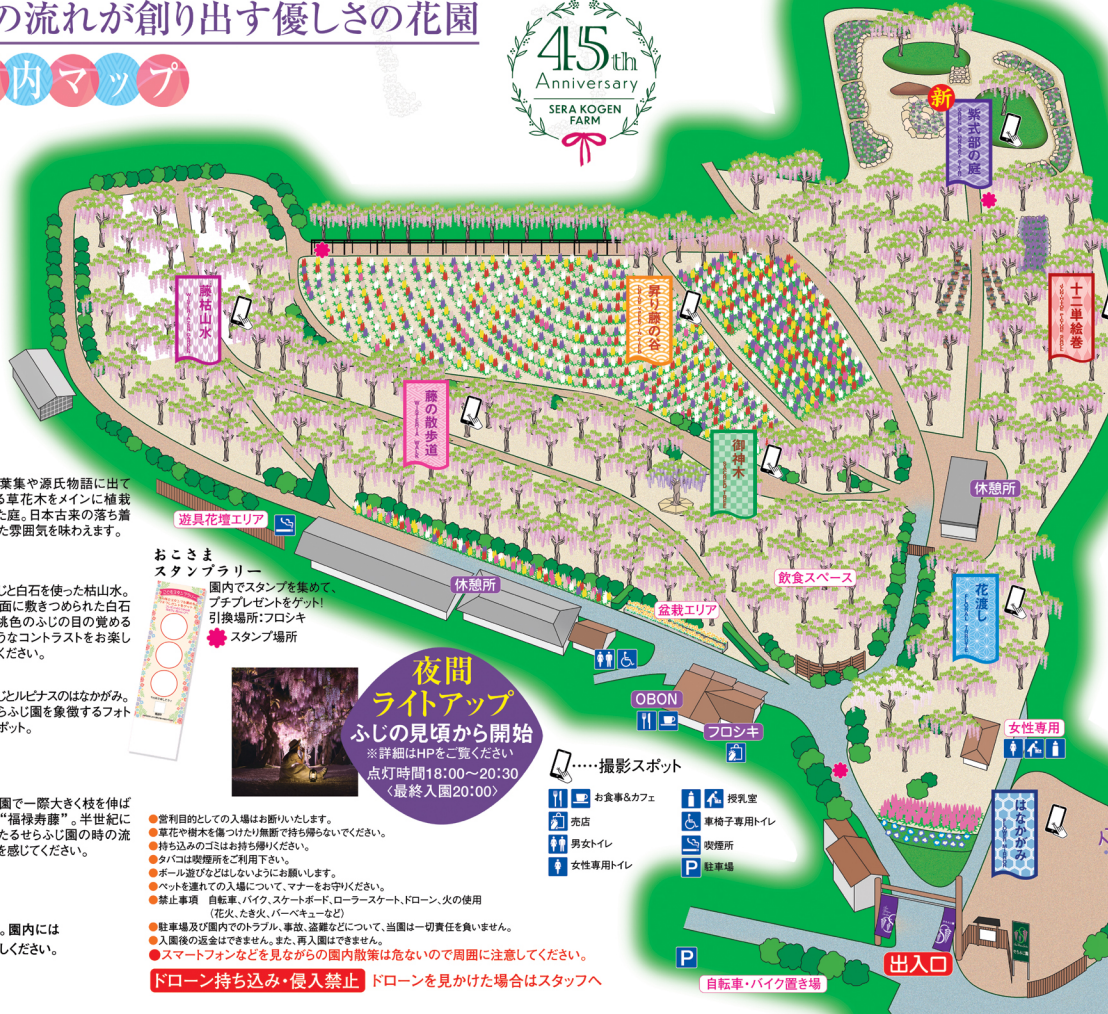 の流れが創り出す優しさの花園
内マップ
45th
Anniversary
SERA KOGEN
FARM
新
紫式部の庭
十二単絵巻
藤枯山水
昇り藤の谷
藤の散歩道
御神木
休憩所
花渡し
飲食スペース
盆栽エリア
遊具花壇エリア
休憩所
OBON
フロシキ
女性専用
はなかがみ
出入口
P
自転車・バイク置き場
葉集や源氏物語に出て
る草花木をメインに植栽
た庭。日本古来の落ち着
た雰囲気を味わえます。
じと白石を使った枯山水。
面に敷きつめられた白石
桃色のふじの目の覚める
うなコントラストをお楽し
ください。
じとルピナスのはなかがみ。
らふじ園を象徴するフォト
ポット。
園で一際大きく枝を伸ば
“福禄寿藤”。半世紀に
たるせらふじ園の時の流
を感じてください。
。園内には
しください。
おこさま
スタンプラリー
園内でスタンプを集めて、
プチプレゼントをゲット!
引換場所:フロシキ
スタンプ場所
夜間
ライトアップ
ふじの見頃から開始
※詳細はHPをご覧ください
点灯時間18:00〜20:30
〈最終入園20:00〉
……撮影スポット
お食事&カフェ
授乳室
売店
車椅子専用トイレ
男女トイレ
喫煙所
女性専用トイレ
P 駐車場
●営利目的としての入場はお断りいたします。
●草花や樹木を傷つけたり無断で持ち帰らないでください。
●持ち込みのゴミはお持ち帰りください。
●タバコは喫煙所をご利用下さい。
●ボール遊びなどはしないようにお願いします。
●ペットを連れての入場について、マナーをお守りください。
●禁止事項 自転車、バイク、スケートボード、ローラースケート、ドローン、火の使用
(花火、たき火、バーベキューなど)
●駐車場及び園内でのトラブル、事故、盗難などについて、当園は一切責任を負いません。
●入園後の返金はできません。また、再入園はできません。
●スマートフォンなどを見ながらの園内散策は危ないので周囲に注意してください。
ドローン持ち込み・侵入禁止 ドローンを見かけた場合はスタッフへ